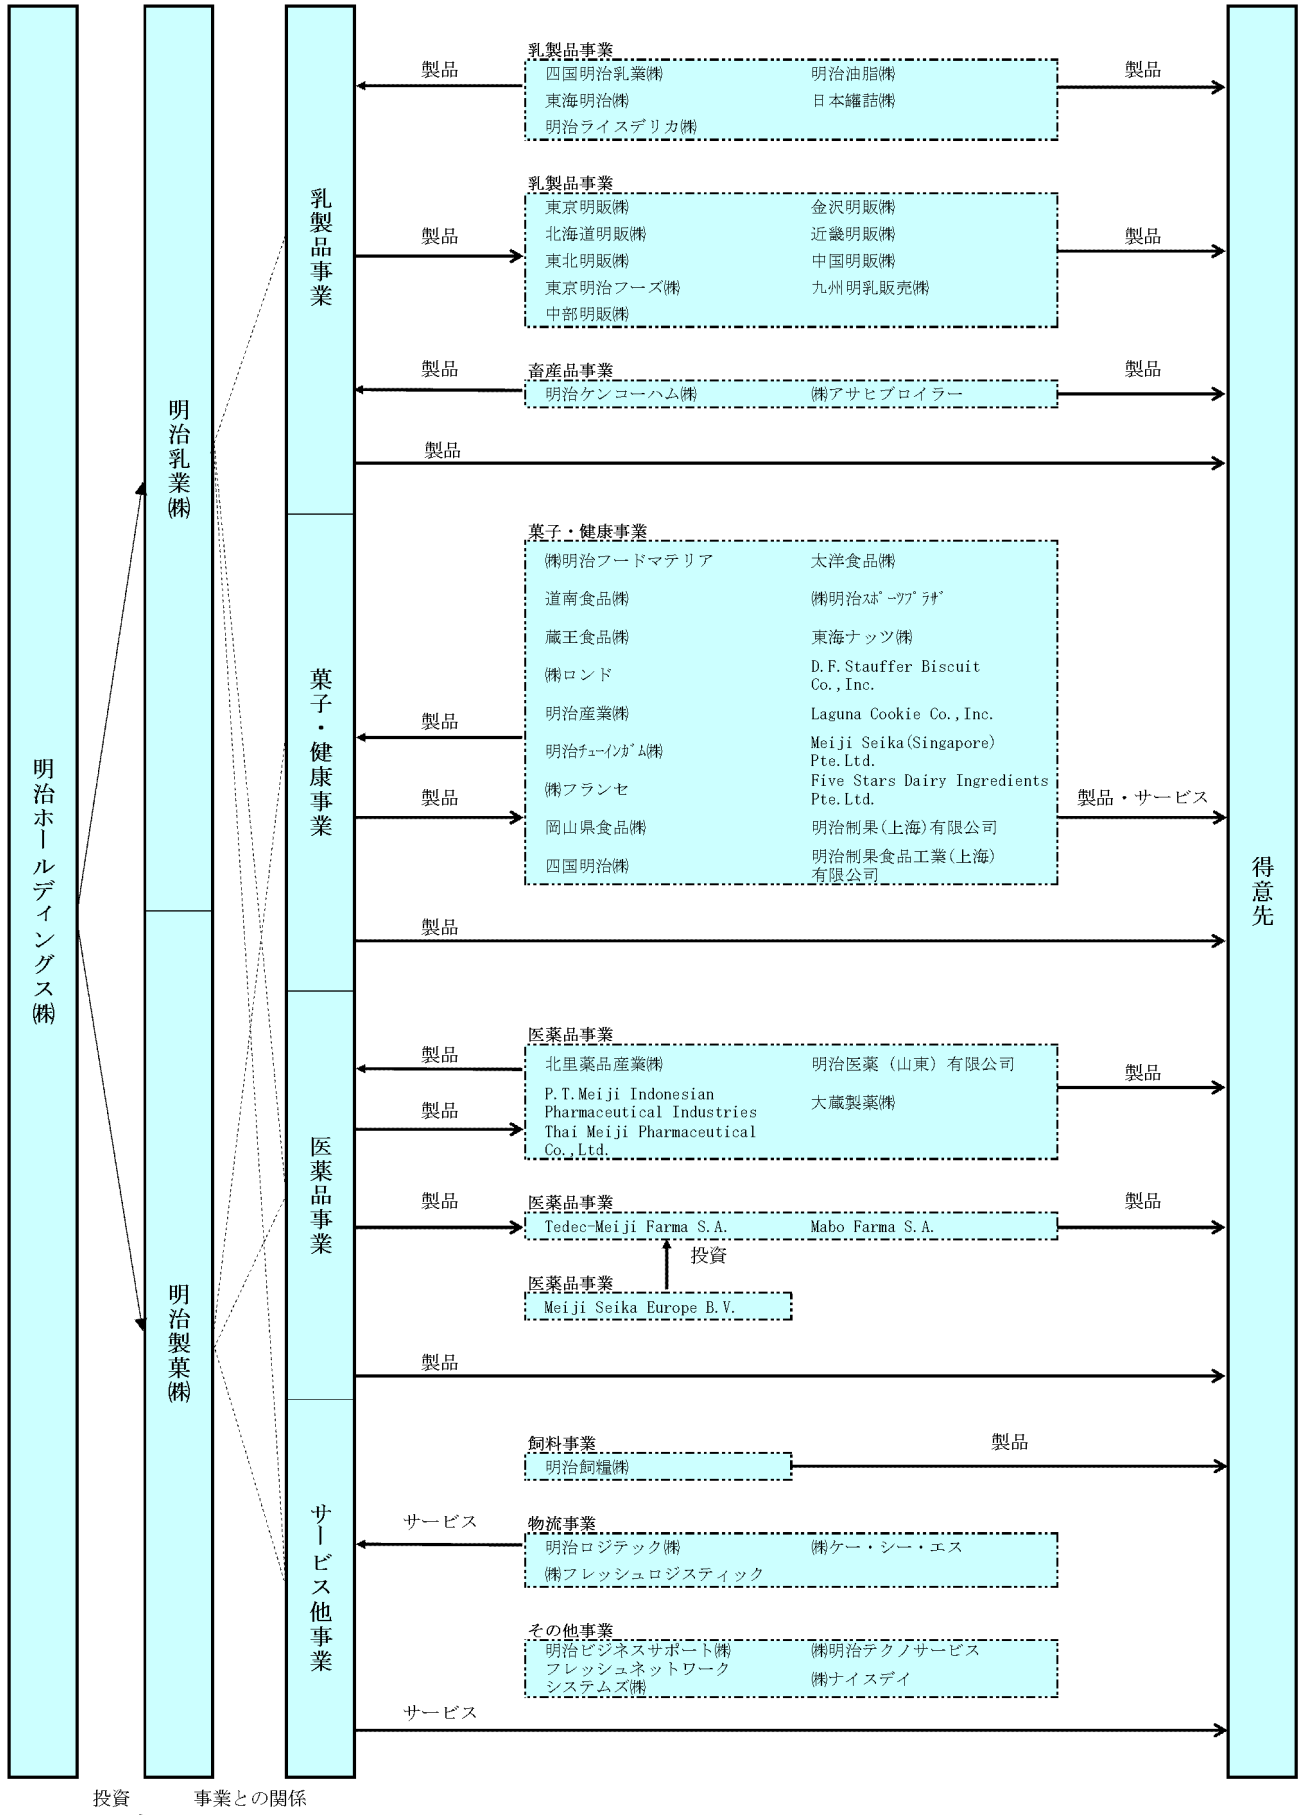 明治ホールディングス㈱
明治乳業㈱
明治製菓㈱
乳製品事業
菓子・健康事業
医薬品事業
サービス他事業
得意先
乳製品事業
製品
四国明治乳業㈱
明治油脂㈱
製品
東海明治㈱
日本罐詰㈱
明治ライスデリカ㈱
乳製品事業
東京明販㈱
金沢明販㈱
製品
北海道明販㈱
近畿明販㈱
製品
東北明販㈱
中国明販㈱
東京明治フーズ㈱
九州明乳販売㈱
中部明販㈱
製品
畜産品事業
製品
明治ケンコーハム㈱
㈱アサヒブロイラー
製品
菓子・健康事業
㈱明治フードマテリア
太洋食品㈱
道南食品㈱
㈱明治ｽﾎﾟｰﾂﾌﾟﾗｻﾞ
蔵王食品㈱
東海ナッツ㈱
㈱ロンド
D.F.Stauffer Biscuit
Co.,Inc.
明治産業㈱
Laguna Cookie Co.,Inc.
製品
明治ﾁｭｰｲﾝｶﾞﾑ㈱
Meiji Seika(Singapore)
Pte.Ltd.
㈱フランセ
Five Stars Dairy Ingredients
Pte.Ltd.
製品
製品・サービス
岡山県食品㈱
明治制果(上海)有限公司
四国明治㈱
明治制果食品工業(上海)
有限公司
製品
医薬品事業
製品
北里薬品産業㈱
明治医薬（山東）有限公司
製品
P.T.Meiji Indonesian
Pharmaceutical Industries
大蔵製薬㈱
製品
Thai Meiji Pharmaceutical
Co.,Ltd.
製品
医薬品事業
製品
Tedec-Meiji Farma S.A.
Mabo Farma S.A.
投資
医薬品事業
Meiji Seika Europe B.V.
製品
飼料事業
製品
明治飼糧㈱
サービス
物流事業
明治ロジテック㈱
㈱ケー・シー・エス
㈱フレッシュロジスティック
その他事業
明治ビジネスサポート㈱
㈱明治テクノサービス
フレッシュネットワーク
システムズ㈱
㈱ナイスデイ
サービス
投資
事業との関係